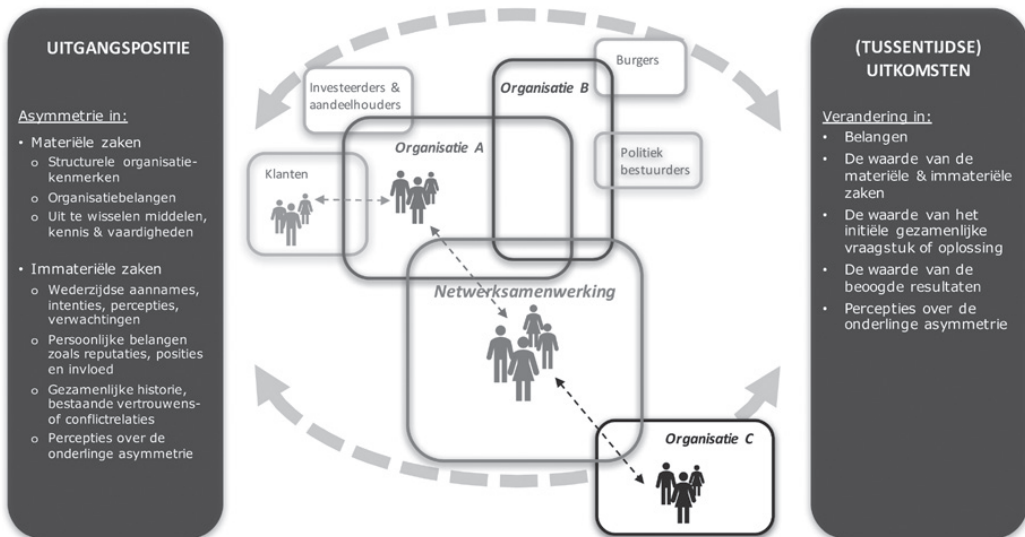 UITGANGSPOSITIE
Asymmetrie in:
• Materiële zaken
o Structurele organisatie-
kenmerken
o Organisatiebelangen
o Uit te wisselen middelen,
kennis & vaardigheden
• Immateriële zaken
o Wederzijdse aannames,
intenties, percepties,
verwachtingen
o Persoonlijke belangen
zoals reputaties, posities
en invloed
o Gezamenlijke historie,
bestaande vertrouwens-
of conflictrelaties
o Percepties over de
onderlinge asymmetrie
Investeerders &
aandeelhouders
Organisatie B
Burgers
Organisatie A
Politiek
bestuurders
Klanten
Netwerksamenwerking
Organisatie C
(TUSSENTIJDSE)
UITKOMSTEN
Verandering in:
• Belangen
• De waarde van de
materiële & immateriële
zaken
• De waarde van het
initiële gezamenlijke
vraagstuk of oplossing
• De waarde van de
beoogde resultaten
• Percepties over de
onderlinge asymmetrie